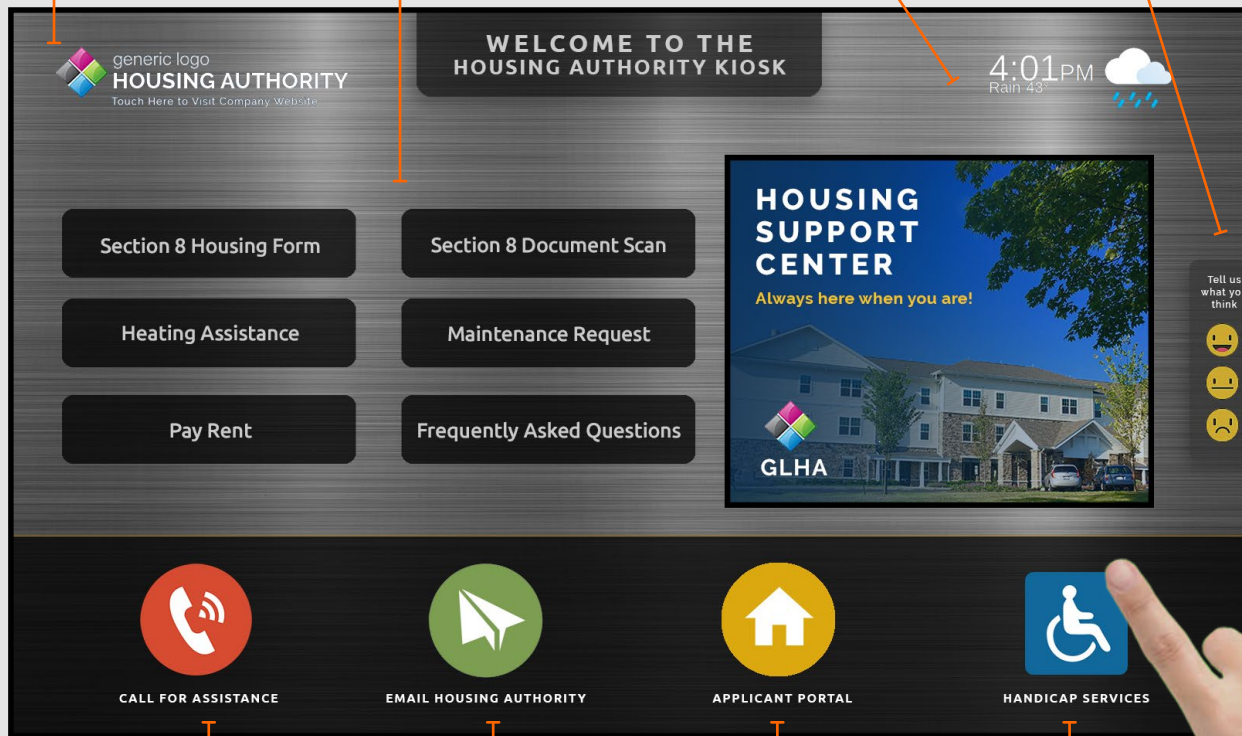 generic logo
HOUSING AUTHORITY
Touch Here to Visit Company Website
WELCOME TO THE
HOUSING AUTHORITY KIOSK
4:01PM
Rain 43°
Section 8 Housing Form
Section 8 Document Scan
Heating Assistance
Maintenance Request
Pay Rent
Frequently Asked Questions
HOUSING
SUPPORT
CENTER
Always here when you are!
GLHA
Tell us
what you
think
CALL FOR ASSISTANCE
EMAIL HOUSING AUTHORITY
APPLICANT PORTAL
HANDICAP SERVICES